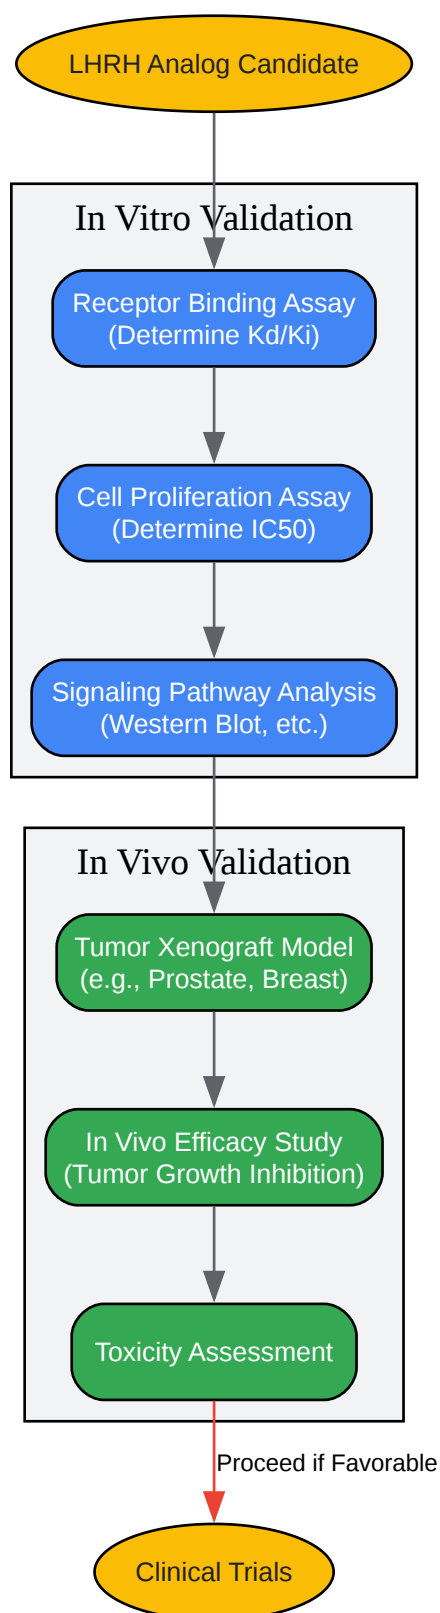 LHRH Analog Candidate
In Vitro Validation
Receptor Binding Assay
(Determine Kd/Ki)
Cell Proliferation Assay
(Determine IC50)
Signaling Pathway Analysis
(Western Blot, etc.)
In Vivo Validation
Tumor Xenograft Model
(e.g., Prostate, Breast)
In Vivo Efficacy Study
(Tumor Growth Inhibition)
Toxicity Assessment
Proceed if Favorable
Clinical Trials